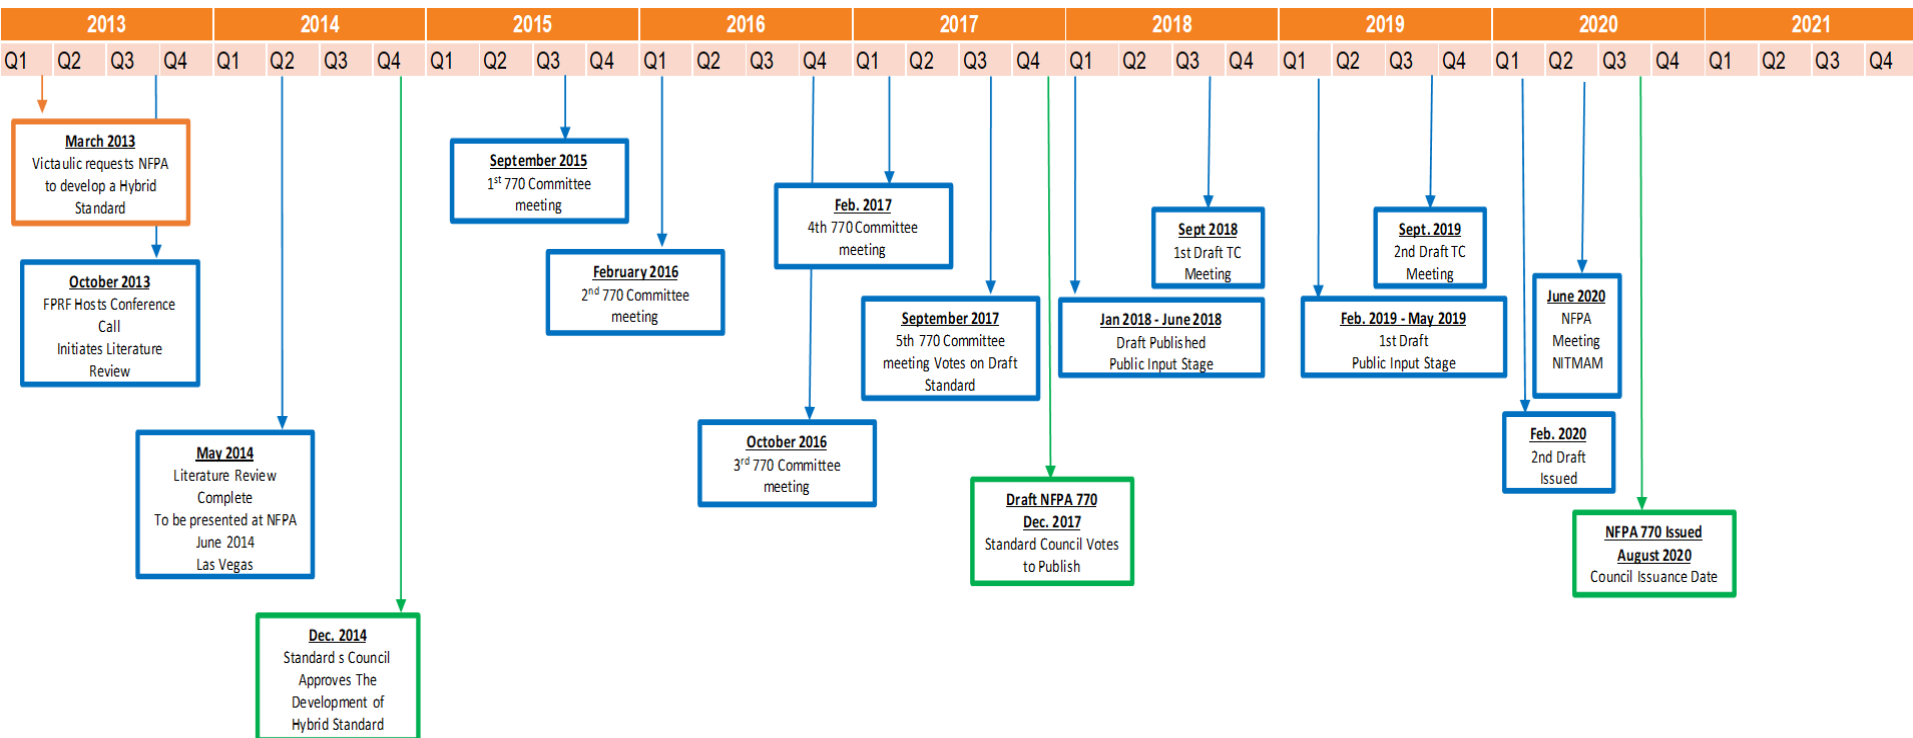 2013 2014 2015 2016 2017 2018 2019 2020 2021
Q1 Q2 Q3 Q4 Q1 Q2 Q3 Q4 Q1 Q2 Q3 Q4 Q1 Q2 Q3 Q4 Q1 Q2 Q3 Q4 Q1 Q2 Q3 Q4 Q1 Q2 Q3 Q4 Q1 Q2 Q3 Q4 Q1 Q2 Q3 Q4
March 2013
Victaulic requests NFPA
to develop a Hybrid
Standard
October 2013
FPRF Hosts Conference
Call
Initiates Literature
Review
May 2014
Literature Review
Complete
To be presented at NFPA
June 2014
Las Vegas
Dec. 2014
Standard s Council
Approves The
Development of
Hybrid Standard
September 2015
1st 770 Committee
meeting
February 2016
2nd 770 Committee
meeting
October 2016
3rd 770 Committee
meeting
Feb. 2017
4th 770 Committee
meeting
September 2017
5th 770 Committee
meeting Votes on Draft
Standard
Draft NFPA 770
Dec. 2017
Standard Council Votes
to Publish
Jan 2018 - June 2018
Draft Published
Public Input Stage
Sept 2018
1st Draft TC
Meeting
Feb. 2019 - May 2019
1st Draft
Public Input Stage
Sept. 2019
2nd Draft TC
Meeting
Feb. 2020
2nd Draft
Issued
June 2020
NFPA
Meeting
NITMAM
NFPA 770 Issued
August 2020
Council Issuance Date